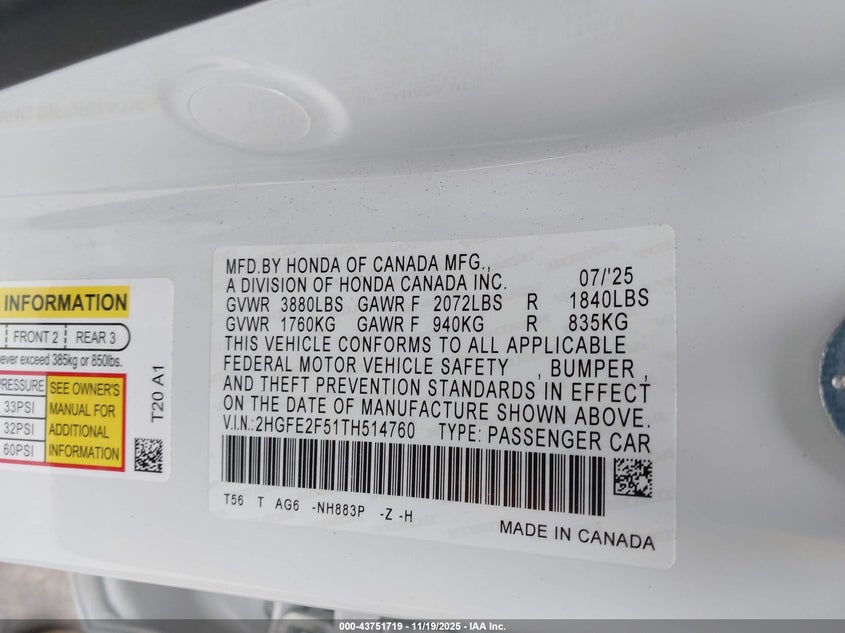 MFD.BY HONDA OF CANADA MFG.,
A DIVISION OF HONDA CANADA INC. 07/'25
GVWR 3880LBS GAWR F 2072LBS R 1840LBS
GVWR 1760KG GAWR F 940KG R 835KG
THIS VEHICLE CONFORMS TO ALL APPLICABLE
FEDERAL MOTOR VEHICLE SAFETY , BUMPER ,
AND THEFT PREVENTION STANDARDS IN EFFECT
ON THE DATE OF MANUFACTURE SHOWN ABOVE.
V.I.N.:2HGFE2F51TH514760 TYPE: PASSENGER CAR
T56 T AG6 -NH883P -Z -H
MADE IN CANADA
INFORMATION
FRONT 2 REAR 3
never exceed 385kg or 850lbs.
PRESSURE SEE OWNER'S
33PSI MANUAL FOR
32PSI ADDITIONAL
60PSI INFORMATION
T20 A1
000-43751719 - 11/19/2025 - IAA Inc.